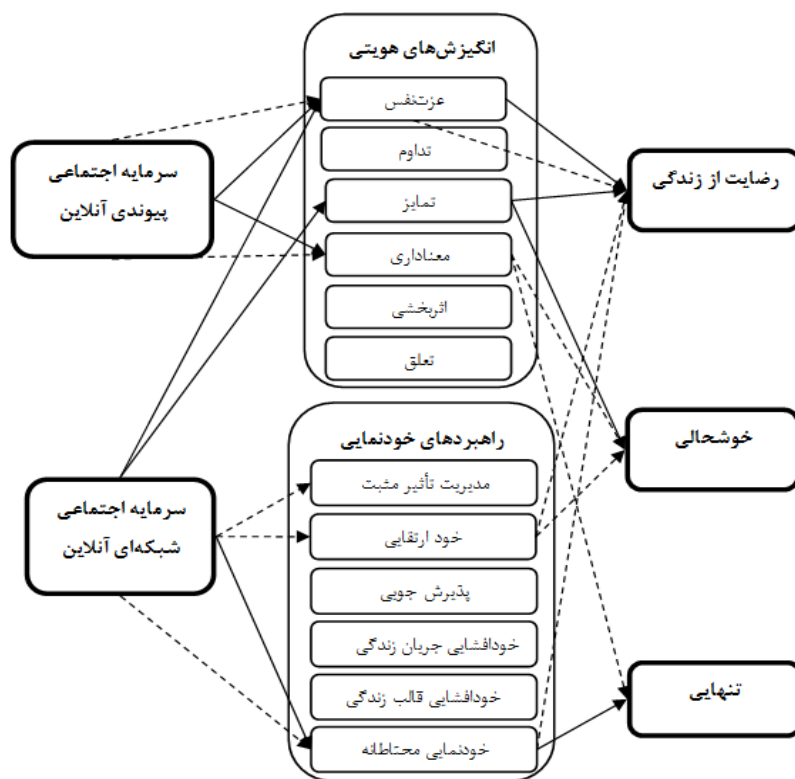 انگیزش‌های هویتی
عزت‌نفس
تداوم
تمایز
معناداری
اثربخشی
تعلق
سرمایه اجتماعی
پیوندی آنلاین
رضایت از زندگی
خوشحالی
راهبردهای خودنمایی
مدیریت تأثیر مثبت
خود ارتقایی
پذیرش جویی
خودافشایی جریان زندگی
خودافشایی قالب زندگی
خودنمایی محتاطانه
سرمایه اجتماعی
شبکه‌ای آنلاین
تنهایی